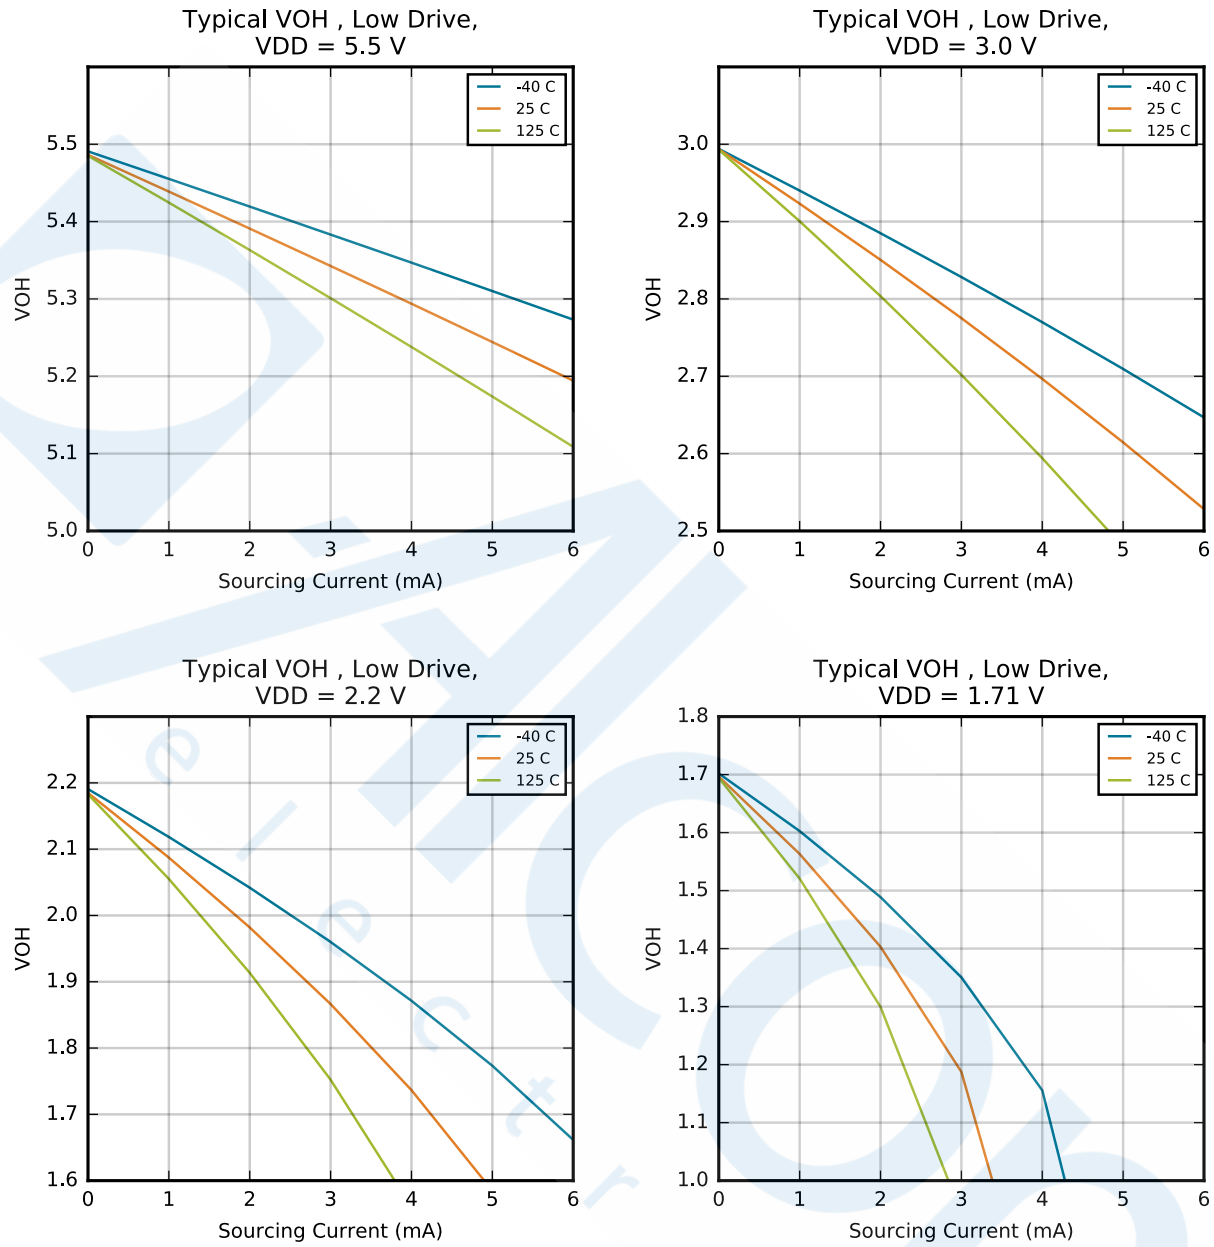 Typical VOH , Low Drive,
VDD = 5.5 V
-40 C
25 C
125 C
5.5
5.4
5.3
5.2
5.1
5.0
VOH
0 1 2 3 4 5 6
Sourcing Current (mA)
Typical VOH , Low Drive,
VDD = 3.0 V
-40 C
25 C
125 C
3.0
2.9
2.8
2.7
2.6
2.5
VOH
0 1 2 3 4 5 6
Sourcing Current (mA)
Typical VOH , Low Drive,
VDD = 2.2 V
-40 C
25 C
125 C
2.2
2.1
2.0
1.9
1.8
1.7
1.6
VOH
0 1 2 3 4 5 6
Sourcing Current (mA)
Typical VOH , Low Drive,
VDD = 1.71 V
-40 C
25 C
125 C
1.8
1.7
1.6
1.5
1.4
1.3
1.2
1.1
1.0
VOH
0 1 2 3 4 5 6
Sourcing Current (mA)